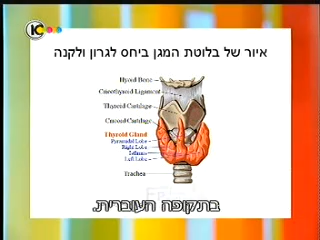 איור של בלוטת המגן ביחס לגרון ולקנה
Hyoid Bone
Cricothyroid Ligament
Thyroid Cartilage
Cricoid Cartilage
Thyroid Gland
Pyramidal Lobe
Right Lobe
Isthmus
Left Lobe
Trachea
בתקופה העוברית.